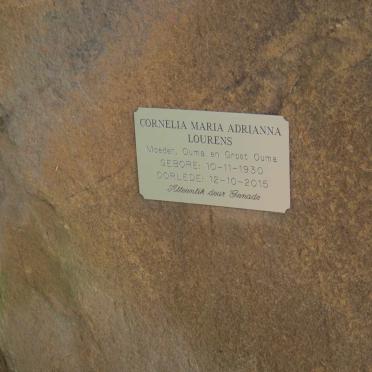 CORNELIA MARIA ADRIANNA
LOURENS
Moeder, Ouma en Groot Ouma
GEBORE: 10-11-1930
OORLEDE: 12-10-2015
Alleenlik deur Genade